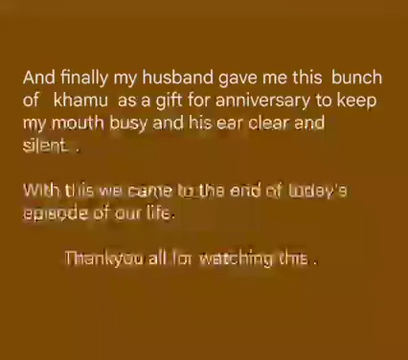 And finally my husband gave me this bunch
of khamu as a gift for anniversary to keep
my mouth busy and his ear clear and
silent. .
With this we came to the end of today's
episode of our life.
Thankyou all for watching this .